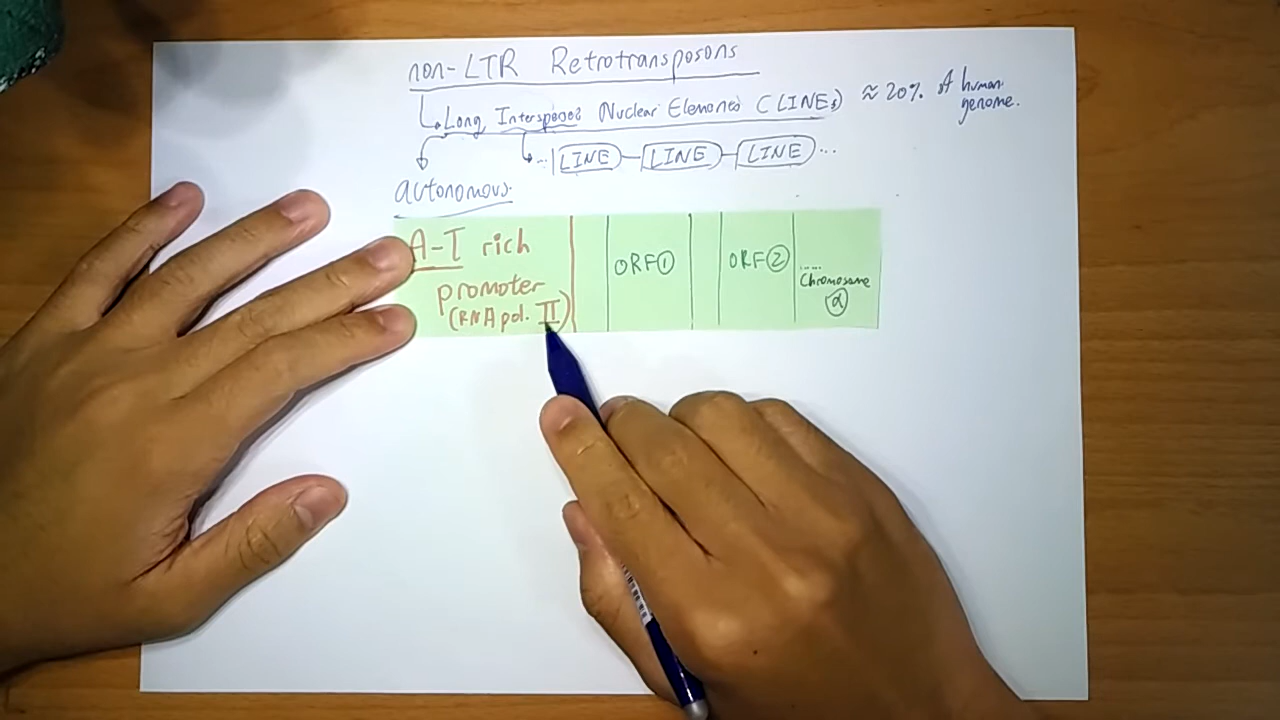 non-LTR Retrotransposons
Long Interspesed Nuclear Elements (LINEs) ≈ 20% of human genome.
...LINE LINE LINE...
autonomous.
A-T rich
promoter
(RNA pol. II)
ORF①
ORF②
.....
Chromosome
α